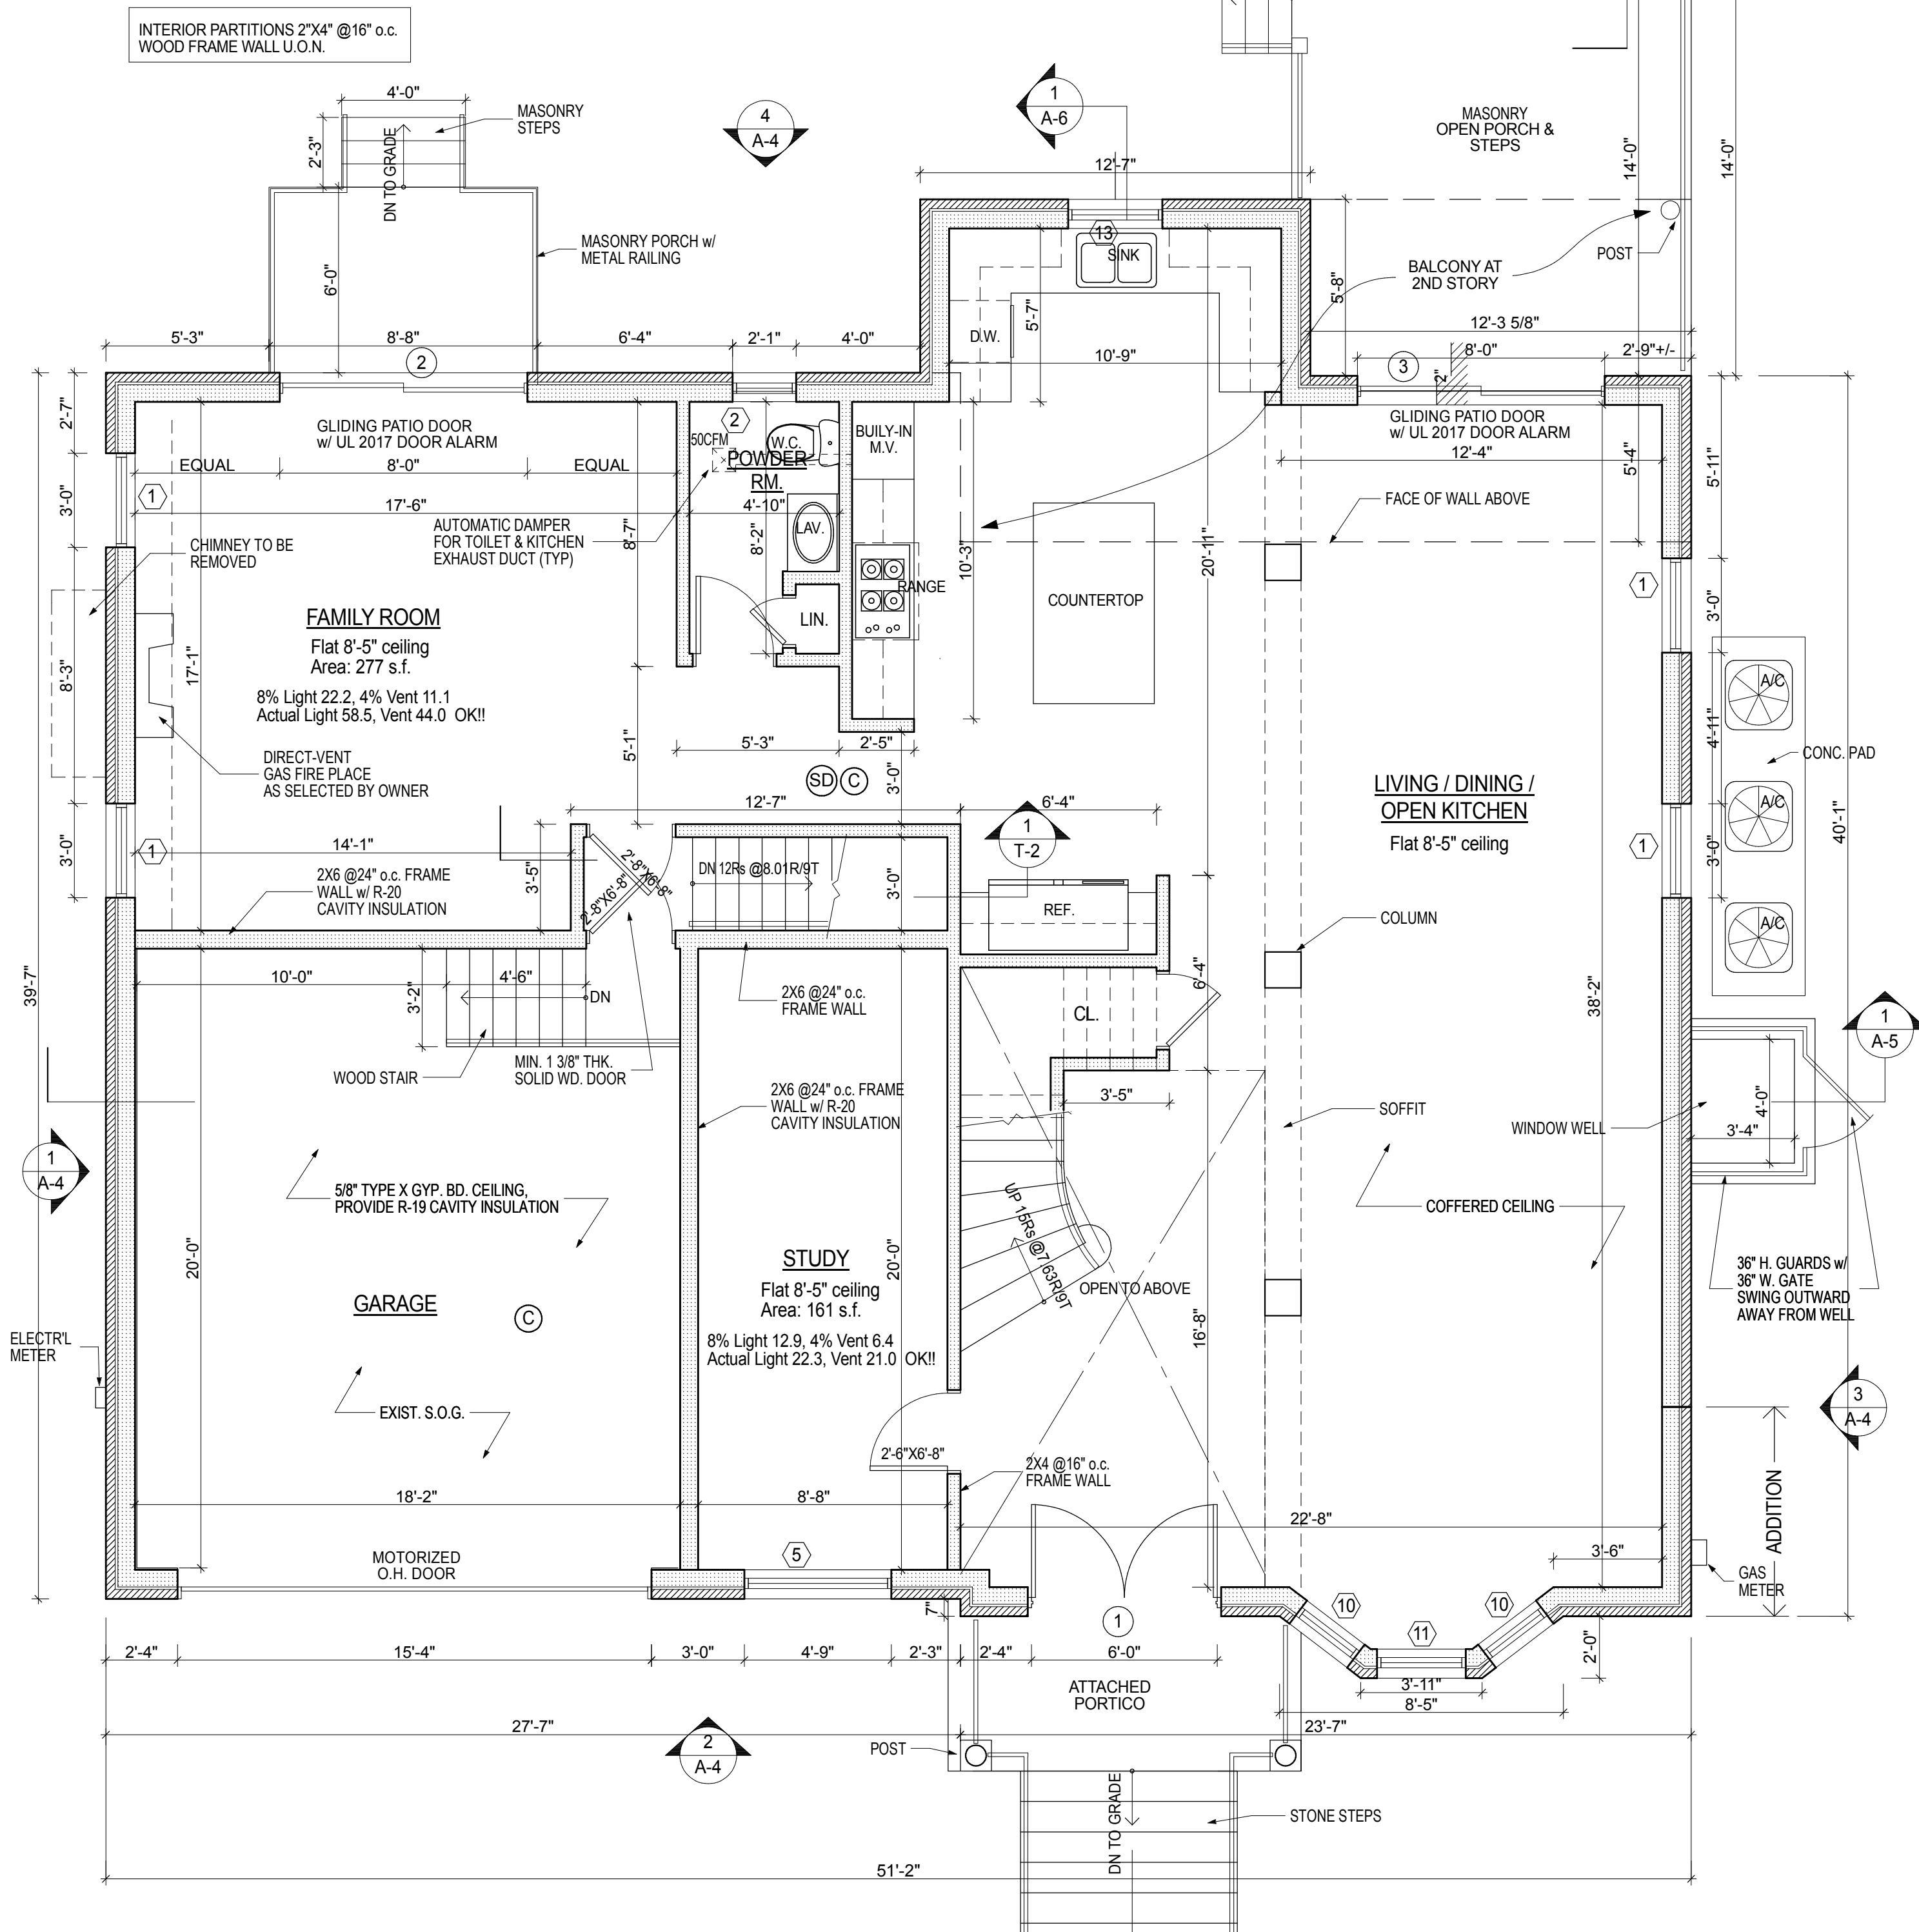 INTERIOR PARTITIONS 2"X4" @16" o.c.
WOOD FRAME WALL U.O.N.
4'-0"
MASONRY
STEPS
2'-3"
DN TO GRADE
4
A-4
1
A-6
MASONRY
OPEN PORCH &
STEPS
14'-0"
14'-0"
12'-7"
MASONRY PORCH w/
METAL RAILING
6'-0"
13
SINK
POST
BALCONY AT
2ND STORY
5'-8"
5'-3"
8'-8"
6'-4"
2'-1"
4'-0"
D.W.
5'-7"
10'-9"
12'-3 5/8"
8'-0"
2'-9"+/-
2
3
2"
2'-7"
GLIDING PATIO DOOR
w/ UL 2017 DOOR ALARM
2
50CFM
W.C.
BUILY-IN
M.V.
GLIDING PATIO DOOR
w/ UL 2017 DOOR ALARM
EQUAL
8'-0"
EQUAL
POWDER
RM.
12'-4"
5'-4"
5'-11"
1
3'-0"
17'-6"
4'-10"
FACE OF WALL ABOVE
AUTOMATIC DAMPER
FOR TOILET & KITCHEN
EXHAUST DUCT (TYP)
8'-7"
8'-2"
LAV.
CHIMNEY TO BE
REMOVED
10'-3"
20'-11"
RANGE
COUNTERTOP
1
3'-0"
LIN.
FAMILY ROOM
Flat 8'-5" ceiling
Area: 277 s.f.
8% Light 22.2, 4% Vent 11.1
Actual Light 58.5, Vent 44.0 OK!!
17'-1"
8'-3"
A/C
4'-11"
CONC. PAD
DIRECT-VENT
GAS FIRE PLACE
AS SELECTED BY OWNER
5'-1"
5'-3"
2'-5"
SD
C
3'-0"
LIVING / DINING /
OPEN KITCHEN
Flat 8'-5" ceiling
A/C
40'-1"
12'-7"
6'-4"
1
T-2
1
3'-0"
14'-1"
1
3'-0"
2X6 @24" o.c. FRAME
WALL w/ R-20
CAVITY INSULATION
3'-5"
2'-8"X6'-8"
2'-8"X6'-8"
DN 12Rs @8.01R/9T
3'-0"
REF.
COLUMN
A/C
39'-7"
10'-0"
4'-6"
3'-2"
DN
2X6 @24" o.c.
FRAME WALL
6'-4"
CL.
38'-2"
1
A-5
WOOD STAIR
MIN. 1 3/8" THK.
SOLID WD. DOOR
2X6 @24" o.c. FRAME
WALL w/ R-20
CAVITY INSULATION
3'-5"
SOFFIT
WINDOW WELL
4'-0"
3'-4"
1
A-4
5/8" TYPE X GYP. BD. CEILING,
PROVIDE R-19 CAVITY INSULATION
UP 15Rs @7.63R/9T
COFFERED CEILING
20'-0"
20'-0"
STUDY
Flat 8'-5" ceiling
Area: 161 s.f.
8% Light 12.9, 4% Vent 6.4
Actual Light 22.3, Vent 21.0 OK!!
OPEN TO ABOVE
16'-8"
36" H. GUARDS w/
36" W. GATE
SWING OUTWARD
AWAY FROM WELL
GARAGE
C
ELECTR'L
METER
EXIST. S.O.G.
3
A-4
2'-6"X6'-8"
2X4 @16" o.c.
FRAME WALL
ADDITION
18'-2"
8'-8"
22'-8"
3'-6"
MOTORIZED
O.H. DOOR
5
GAS
METER
7"
1
10
10
11
2'-0"
2'-4"
15'-4"
3'-0"
4'-9"
2'-3"
2'-4"
6'-0"
3'-11"
8'-5"
ATTACHED
PORTICO
27'-7"
23'-7"
2
A-4
POST
DN TO GRADE
STONE STEPS
51'-2"